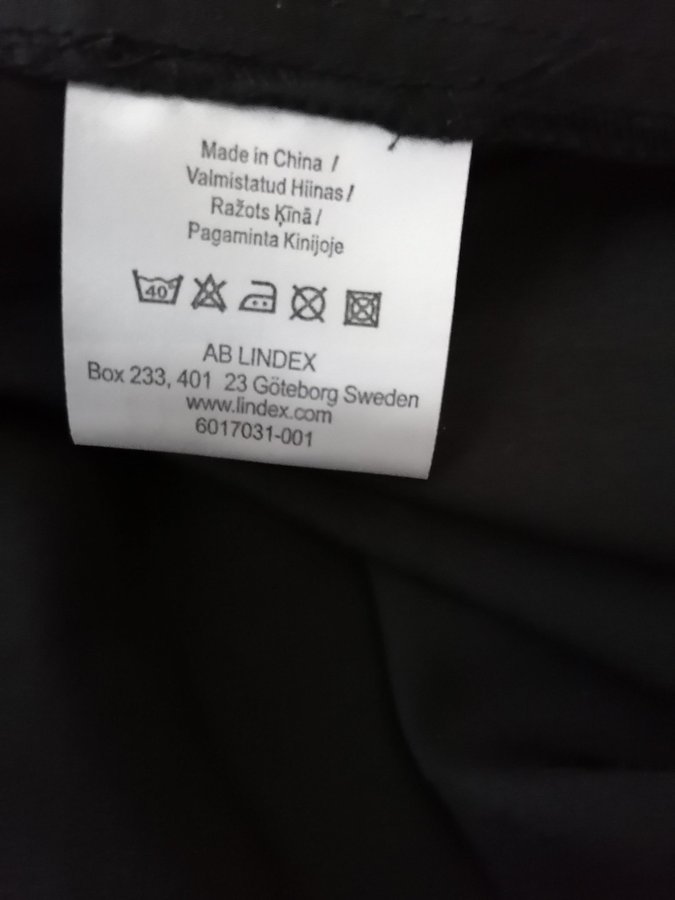 Made in China /
Valmistatud Hiinas /
Ražots Ķīnā /
Pagaminta Kinijoje
40
AB LINDEX
Box 233, 401 23 Göteborg Sweden
www.lindex.com
6017031-001